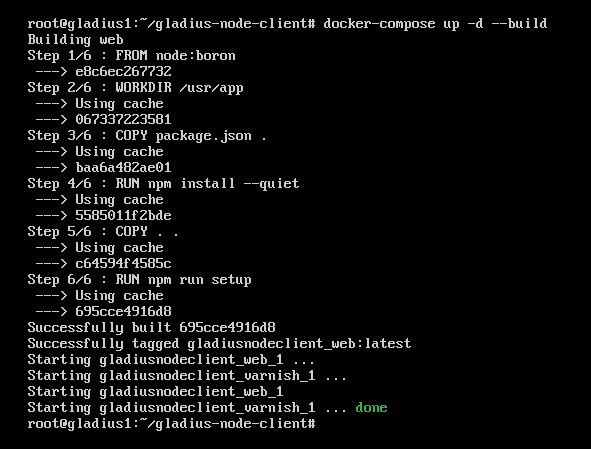 root@gladius1:~/gladius-node-client# docker-compose up -d --build
Building web
Step 1/6 : FROM node:boron
 ---> e8c6ec267732
Step 2/6 : WORKDIR /usr/app
 ---> Using cache
 ---> 067337223581
Step 3/6 : COPY package.json .
 ---> Using cache
 ---> baa6a482ae01
Step 4/6 : RUN npm install --quiet
 ---> Using cache
 ---> 5585011f2bde
Step 5/6 : COPY . .
 ---> Using cache
 ---> c64594f4585c
Step 6/6 : RUN npm run setup
 ---> Using cache
 ---> 695cce4916d8
Successfully built 695cce4916d8
Successfully tagged gladiusnodeclient_web:latest
Starting gladiusnodeclient_web_1 ...
Starting gladiusnodeclient_varnish_1 ...
Starting gladiusnodeclient_web_1
Starting gladiusnodeclient_varnish_1 ... done
root@gladius1:~/gladius-node-client#